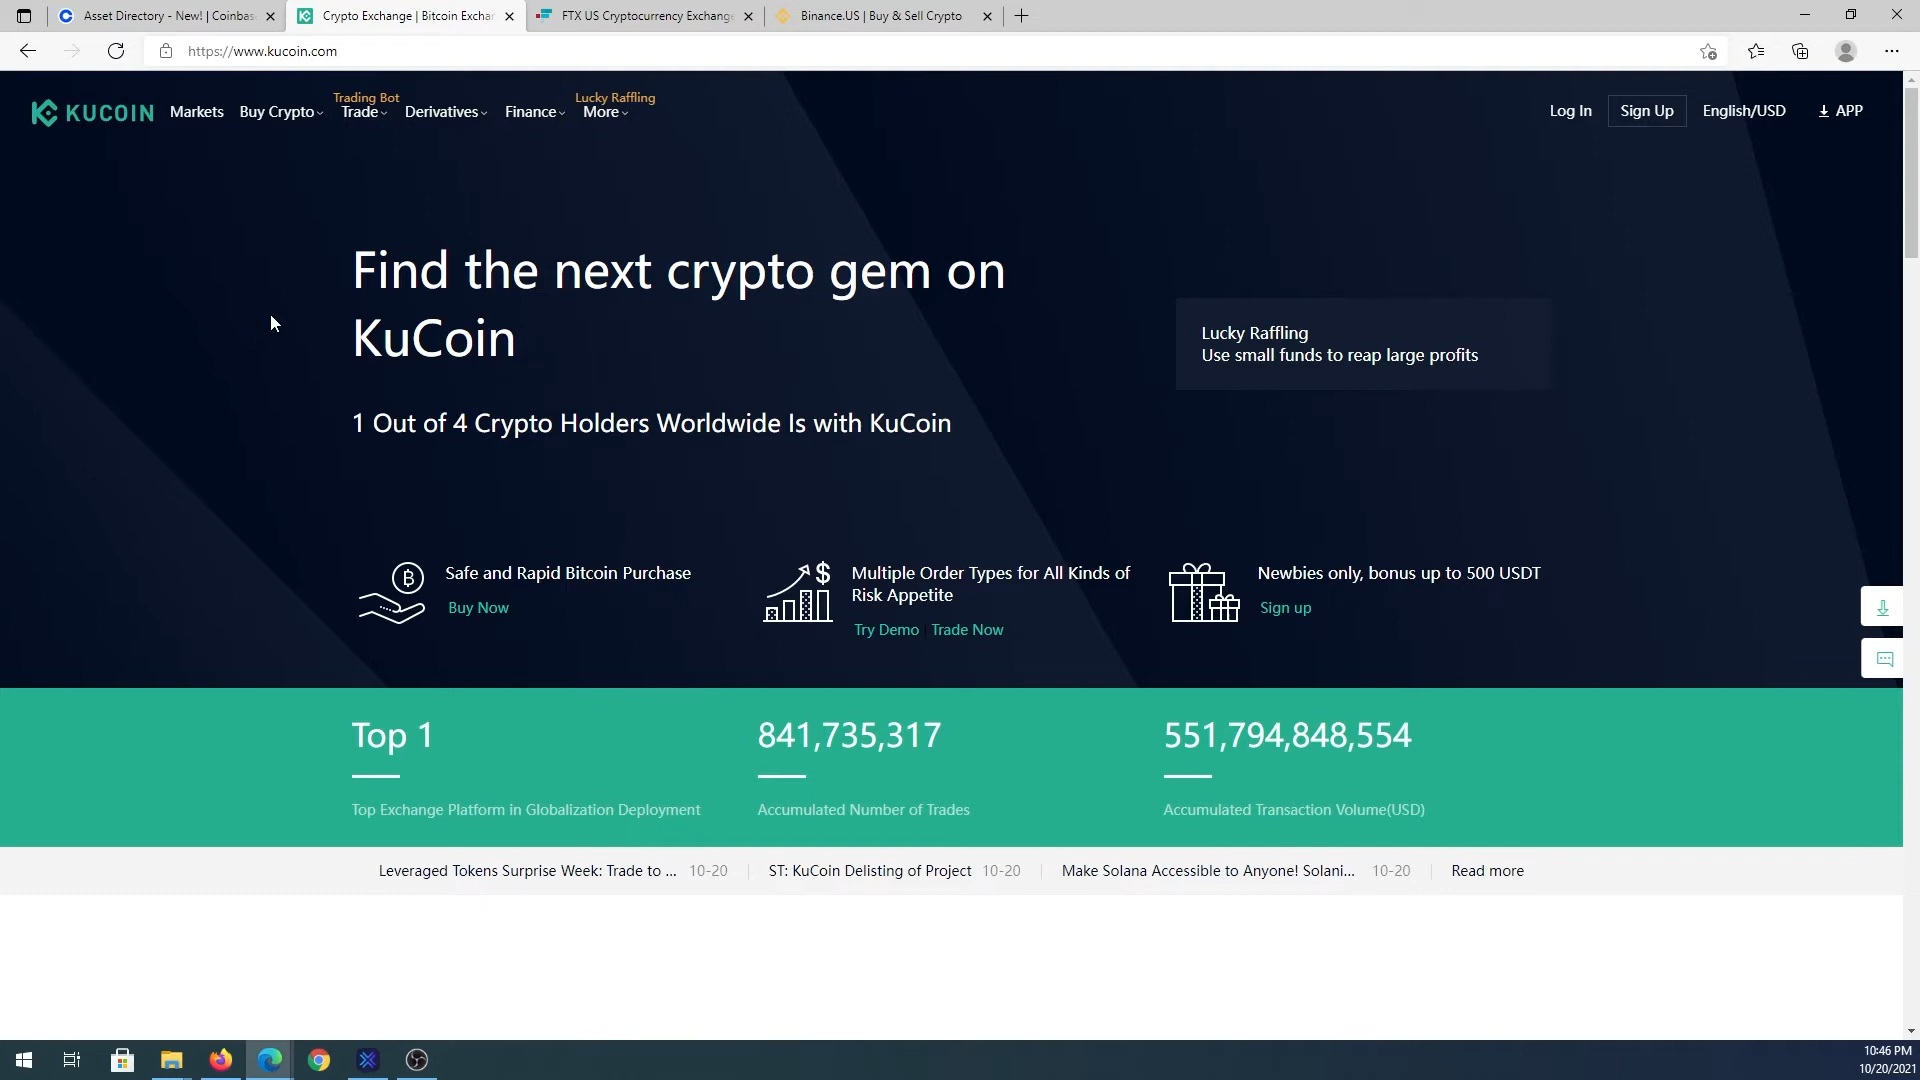 Asset Directory - New! | Coinbas
Crypto Exchange | Bitcoin Exchan
FTX US Cryptocurrency Exchange
Binance.US | Buy & Sell Crypto
https://www.kucoin.com
KUCOIN
Markets
Buy Crypto
Trading Bot
Trade
Derivatives
Finance
Lucky Raffling
More
Log In
Sign Up
English/USD
APP
Find the next crypto gem on
KuCoin
1 Out of 4 Crypto Holders Worldwide Is with KuCoin
Lucky Raffling
Use small funds to reap large profits
Safe and Rapid Bitcoin Purchase
Buy Now
Multiple Order Types for All Kinds of
Risk Appetite
Try Demo | Trade Now
Newbies only, bonus up to 500 USDT
Sign up
Top 1
Top Exchange Platform in Globalization Deployment
841,735,317
Accumulated Number of Trades
551,794,848,554
Accumulated Transaction Volume(USD)
Leveraged Tokens Surprise Week: Trade to ... 10-20
ST: KuCoin Delisting of Project 10-20
Make Solana Accessible to Anyone! Solani... 10-20
Read more
10:46 PM
10/20/2021